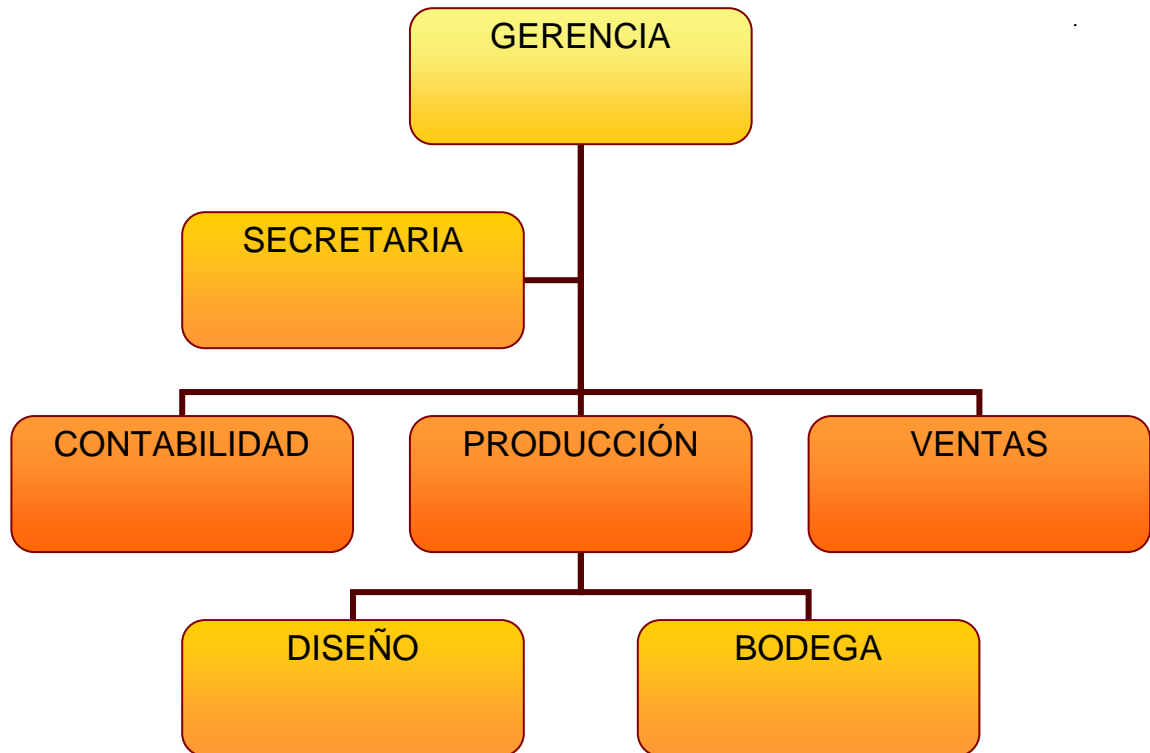 GERENCIA
SECRETARIA
CONTABILIDAD
PRODUCCIÓN
VENTAS
DISEÑO
BODEGA